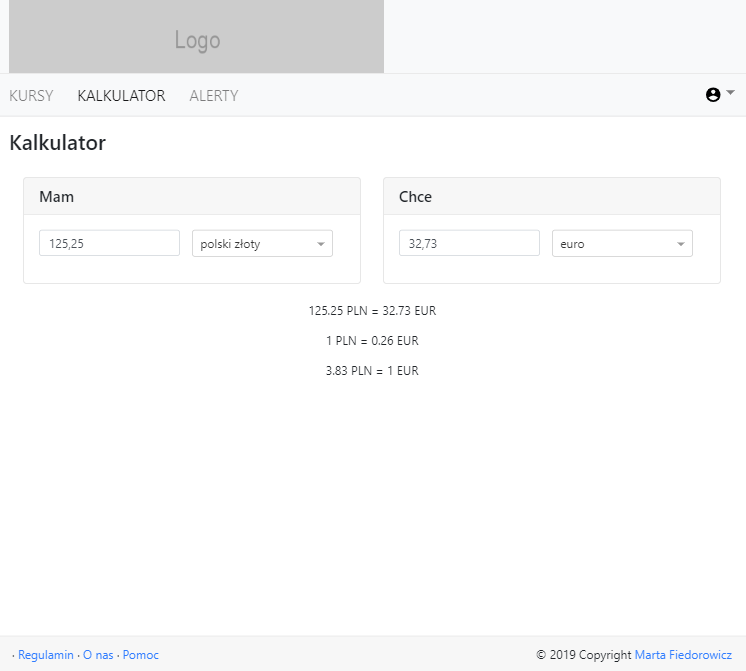 Logo
KURSY KALKULATOR ALERTY
Kalkulator
Mam
125,25 polski złoty
Chce
32,73 euro
125.25 PLN = 32.73 EUR
1 PLN = 0.26 EUR
3.83 PLN = 1 EUR
· Regulamin · O nas · Pomoc
© 2019 Copyright Marta Fiedorowicz